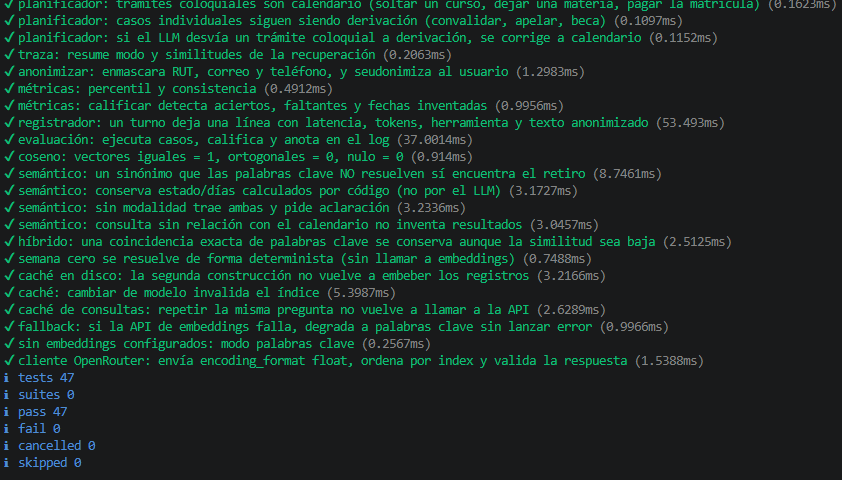 ✓ planificador: trámites coloquiales son calendario (soltar un curso, dejar una materia, pagar la matrícula) (0.1623ms)
✓ planificador: casos individuales siguen siendo derivación (convalidar, apelar, beca) (0.1097ms)
✓ planificador: si el LLM desvía un trámite coloquial a derivación, se corrige a calendario (0.1152ms)
✓ traza: resume modo y similitudes de la recuperación (0.2063ms)
✓ anonimizar: enmascara RUT, correo y teléfono, y seudonimiza al usuario (1.2983ms)
✓ métricas: percentil y consistencia (0.4912ms)
✓ métricas: calificar detecta aciertos, faltantes y fechas inventadas (0.9956ms)
✓ registrador: un turno deja una línea con latencia, tokens, herramienta y texto anonimizado (53.493ms)
✓ evaluación: ejecuta casos, califica y anota en el log (37.0014ms)
✓ coseno: vectores iguales = 1, ortogonales = 0, nulo = 0 (0.914ms)
✓ semántico: un sinónimo que las palabras clave NO resuelven sí encuentra el retiro (8.7461ms)
✓ semántico: conserva estado/días calculados por código (no por el LLM) (3.1727ms)
✓ semántico: sin modalidad trae ambas y pide aclaración (3.2336ms)
✓ semántico: consulta sin relación con el calendario no inventa resultados (3.0457ms)
✓ híbrido: una coincidencia exacta de palabras clave se conserva aunque la similitud sea baja (2.5125ms)
✓ semana cero se resuelve de forma determinista (sin llamar a embeddings) (0.7488ms)
✓ caché en disco: la segunda construcción no vuelve a embeber los registros (3.2166ms)
✓ caché: cambiar de modelo invalida el índice (5.3987ms)
✓ caché de consultas: repetir la misma pregunta no vuelve a llamar a la API (2.6289ms)
✓ fallback: si la API de embeddings falla, degrada a palabras clave sin lanzar error (0.9966ms)
✓ sin embeddings configurados: modo palabras clave (0.2567ms)
✓ cliente OpenRouter: envía encoding_format float, ordena por index y valida la respuesta (1.5388ms)
ℹ tests 47
ℹ suites 0
ℹ pass 47
ℹ fail 0
ℹ cancelled 0
ℹ skipped 0